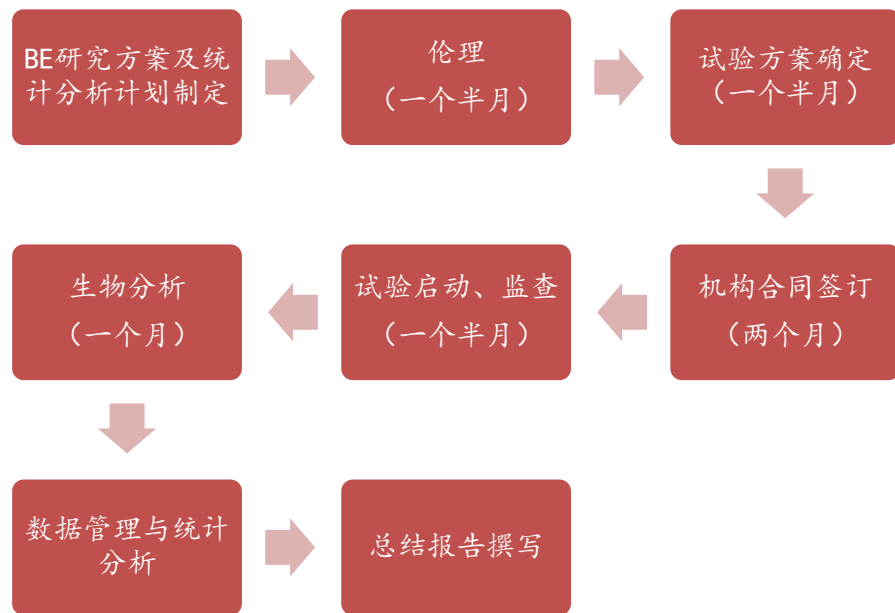 BE研究方案及统
计分析计划制定
伦理
（一个半月）
试验方案确定
（一个半月）
机构合同签订
（两个月）
试验启动、监查
（一个半月）
生物分析
（一个月）
数据管理与统计
分析
总结报告撰写